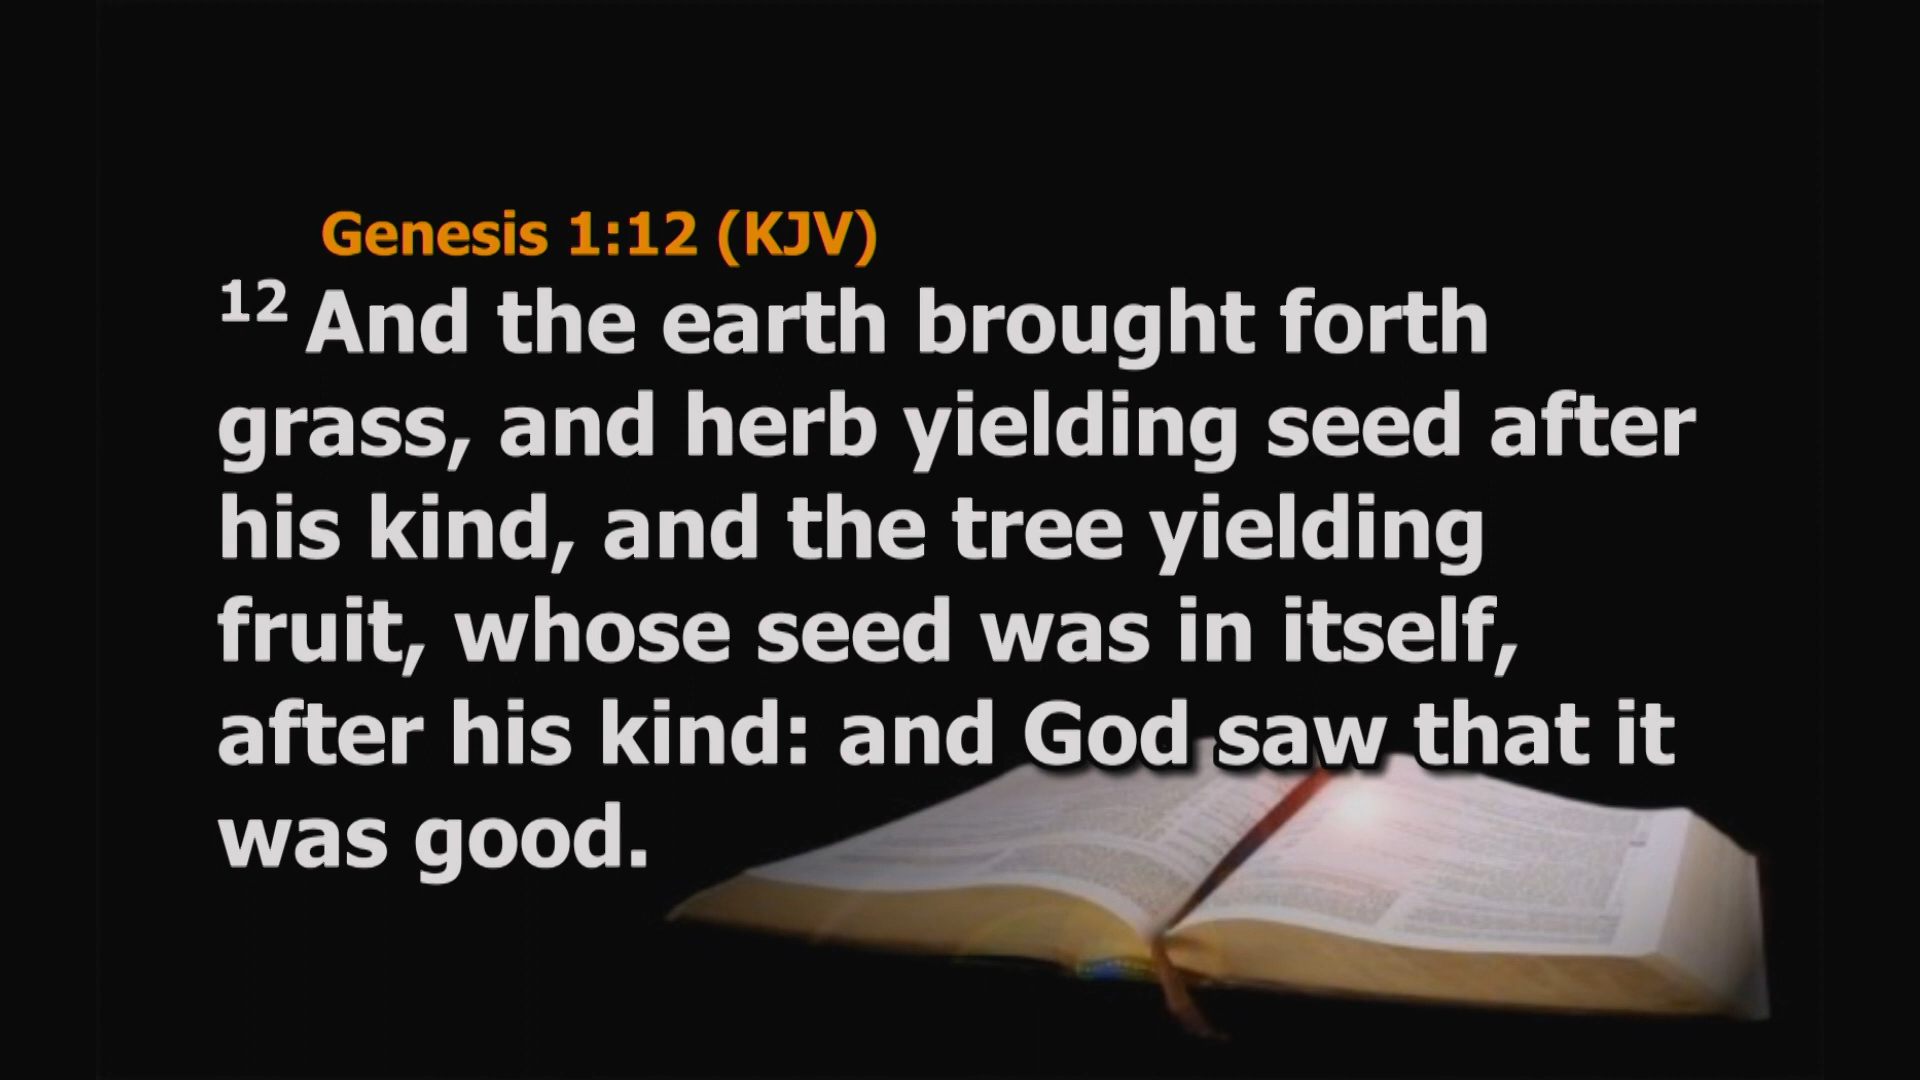 Genesis 1:12 (KJV)
12 And the earth brought forth
grass, and herb yielding seed after
his kind, and the tree yielding
fruit, whose seed was in itself,
after his kind: and God saw that it
was good.